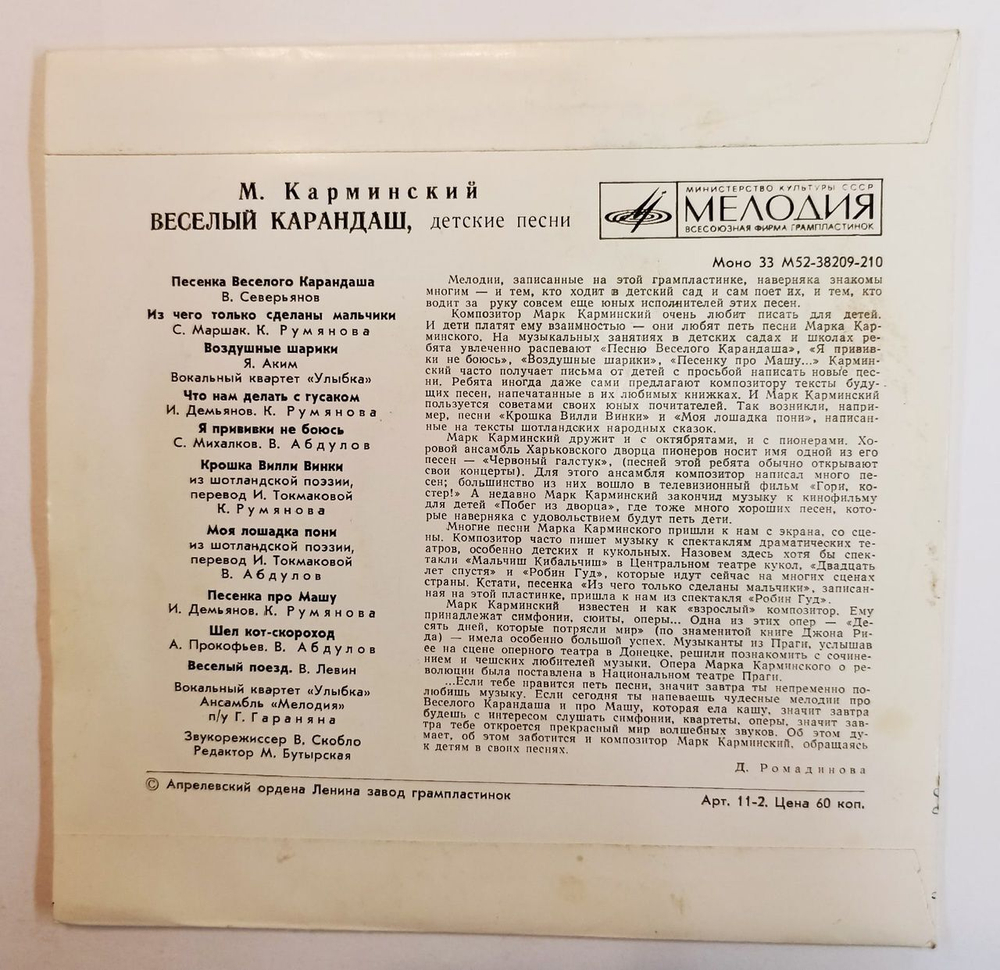 М. Карминский
ВЕСЕЛЫЙ КАРАНДАШ, детские песни
МИНИСТЕРСТВО КУЛЬТУРЫ СССР
МЕЛОДИЯ
ВСЕСОЮЗНАЯ ФИРМА ГРАМПЛАСТИНОК
Моно 33 М52-38209-210
Песенка Веселого Карандаша
В. Северьянов
Из чего только сделаны мальчики
С. Маршак. К. Румянова
Воздушные шарики
Я. Аким
Вокальный квартет «Улыбка»
Что нам делать с гусаком
И. Демьянов. К. Румянова
Я прививки не боюсь
С. Михалков. В. Абдулов
Крошка Вилли Винки
из шотландской поэзии,
перевод И. Токмаковой
К. Румянова
Моя лошадка пони
из шотландской поэзии,
перевод И. Токмаковой
В. Абдулов
Песенка про Машу
И. Демьянов. К. Румянова
Шел кот-скороход
А. Прокофьев. В. Абдулов
Веселый поезд. В. Левин
Вокальный квартет «Улыбка»
Ансамбль «Мелодия»
п/у Г. Гараняна
Звукорежиссер В. Скобло
Редактор М. Бутырская
Мелодии, записанные на этой грампластинке, наверняка знакомы
многим — и тем, кто ходит в детский сад и сам поет их, и тем, кто
водит за руку совсем еще юных исполнителей этих песен.
Композитор Марк Карминский очень любит писать для детей.
И дети платят ему взаимностью — они любят петь песни Марка Кар-
минского. На музыкальных занятиях в детских садах и школах ре-
бята увлеченно распевают «Песню Веселого Карандаша», «Я привив-
ки не боюсь», «Воздушные шарики», «Песенку про Машу...» Кармин-
ский часто получает письма от детей с просьбой написать новые пес-
ни. Ребята иногда даже сами предлагают композитору тексты буду-
щих песен, напечатанные в их любимых книжках. И Марк Карминский
пользуется советами своих юных почитателей. Так возникли, напри-
мер, песни «Крошка Вилли Винки» и «Моя лошадка пони», написан-
ные на тексты шотландских народных сказок.
Марк Карминский дружит и с октябрятами, и с пионерами. Хо-
ровой ансамбль Харьковского дворца пионеров носит имя одной из его
песен — «Червоный галстук», (песней этой ребята обычно открывают
свои концерты). Для этого ансамбля композитор написал много пе-
сен; большинство из них вошло в телевизионный фильм «Гори, ко-
стер!» А недавно Марк Карминский закончил музыку к кинофильму
для детей «Побег из дворца», где тоже много хороших песен, кото-
рые наверняка с удовольствием будут петь дети.
Многие песни Марка Карминского пришли к нам с экрана, со сце-
ны. Композитор часто пишет музыку к спектаклям драматических те-
атров, особенно детских и кукольных. Назовем здесь хотя бы спек-
такли «Мальчиш Кибальчиш» в Центральном театре кукол, «Двадцать
лет спустя» и «Робин Гуд», которые идут сейчас на многих сценах
страны. Кстати, песенка «Из чего только сделаны мальчики», записан-
ная на этой пластинке, пришла к нам из спектакля «Робин Гуд».
Марк Карминский известен и как «взрослый» композитор. Ему
принадлежат симфонии, сюиты, оперы... Одна из этих опер — «Де-
сять дней, которые потрясли мир» (по знаменитой книге Джона Ри-
да) — имела особенно большой успех. Музыканты из Праги, услышав
ее на сцене оперного театра в Донецке, решили познакомить с сочине-
нием и чешских любителей музыки. Опера Марка Карминского о ре-
волюции была поставлена в Национальном театре Праги.
...Если тебе нравится петь песни, значит завтра ты непременно по-
любишь музыку. Если сегодня ты напеваешь чудесные мелодии про
Веселого Карандаша и про Машу, которая ела кашу, значит завтра
будешь с интересом слушать симфонии, квартеты, оперы, значит зав-
тра тебе откроется прекрасный мир волшебных звуков. Об этом ду-
мает, об этом заботится и композитор Марк Карминский, обращаясь
к детям в своих песнях.
Д. Ромадинова
© Апрелевский ордена Ленина завод грампластинок
Арт. 11-2. Цена 60 коп.